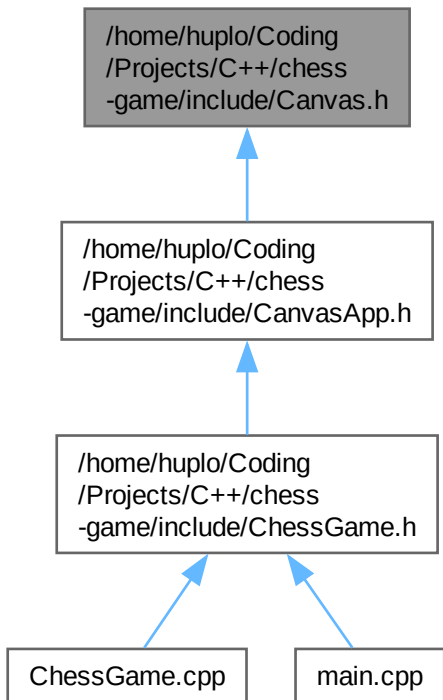 /home/huplo/Coding
/Projects/C++/chess
-game/include/Canvas.h
/home/huplo/Coding
/Projects/C++/chess
-game/include/CanvasApp.h
/home/huplo/Coding
/Projects/C++/chess
-game/include/ChessGame.h
ChessGame.cpp
main.cpp